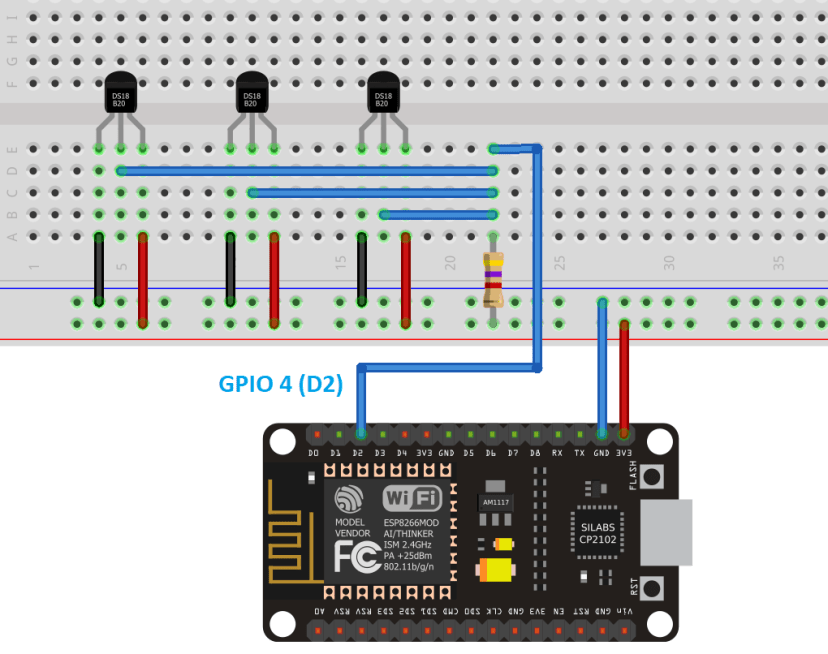 I
H
G
F
DS18
B20
DS18
B20
DS18
B20
E
D
C
B
A
1
5
15
20
25
30
35
GPIO 4 (D2)
D0 D1 D2 D3 D4 3V3 GND D5 D6 D7 D8 RX TX GND 3V3
FLASH
WiFi
MODEL
VENDOR
ESP8266MOD
AI/THINKER
ISM 2.4GHz
PA +25dBm
802.11b/g/n
FC
AM1117
SILABS
CP2102
RST
A0 RSV RSV SD3 SD2 SD1 CMD SD0 CLK GND 3V3 EN RST GND Vin